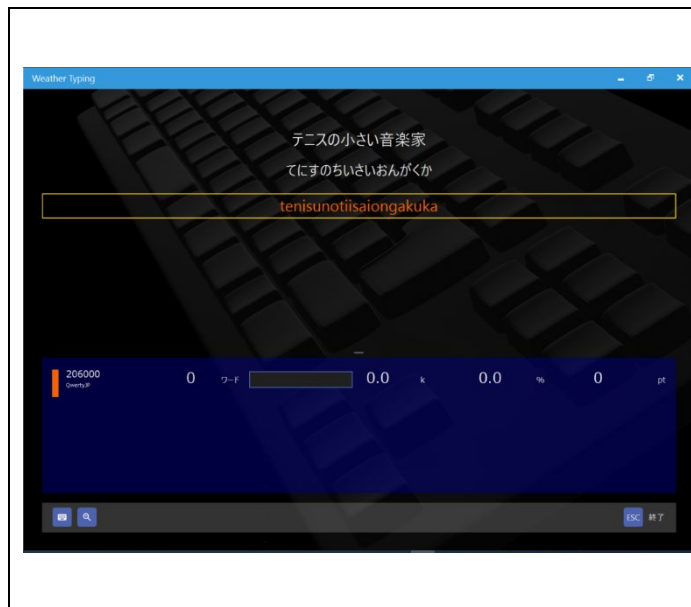 Weather Typing
テニスの小さい音楽家
てにすのちいさいおんがくか
tenisunotiisaiongakuka
206000 0 ワード 0.0 k 0.0 % 0 pt
QwertyJP
ESC 終了